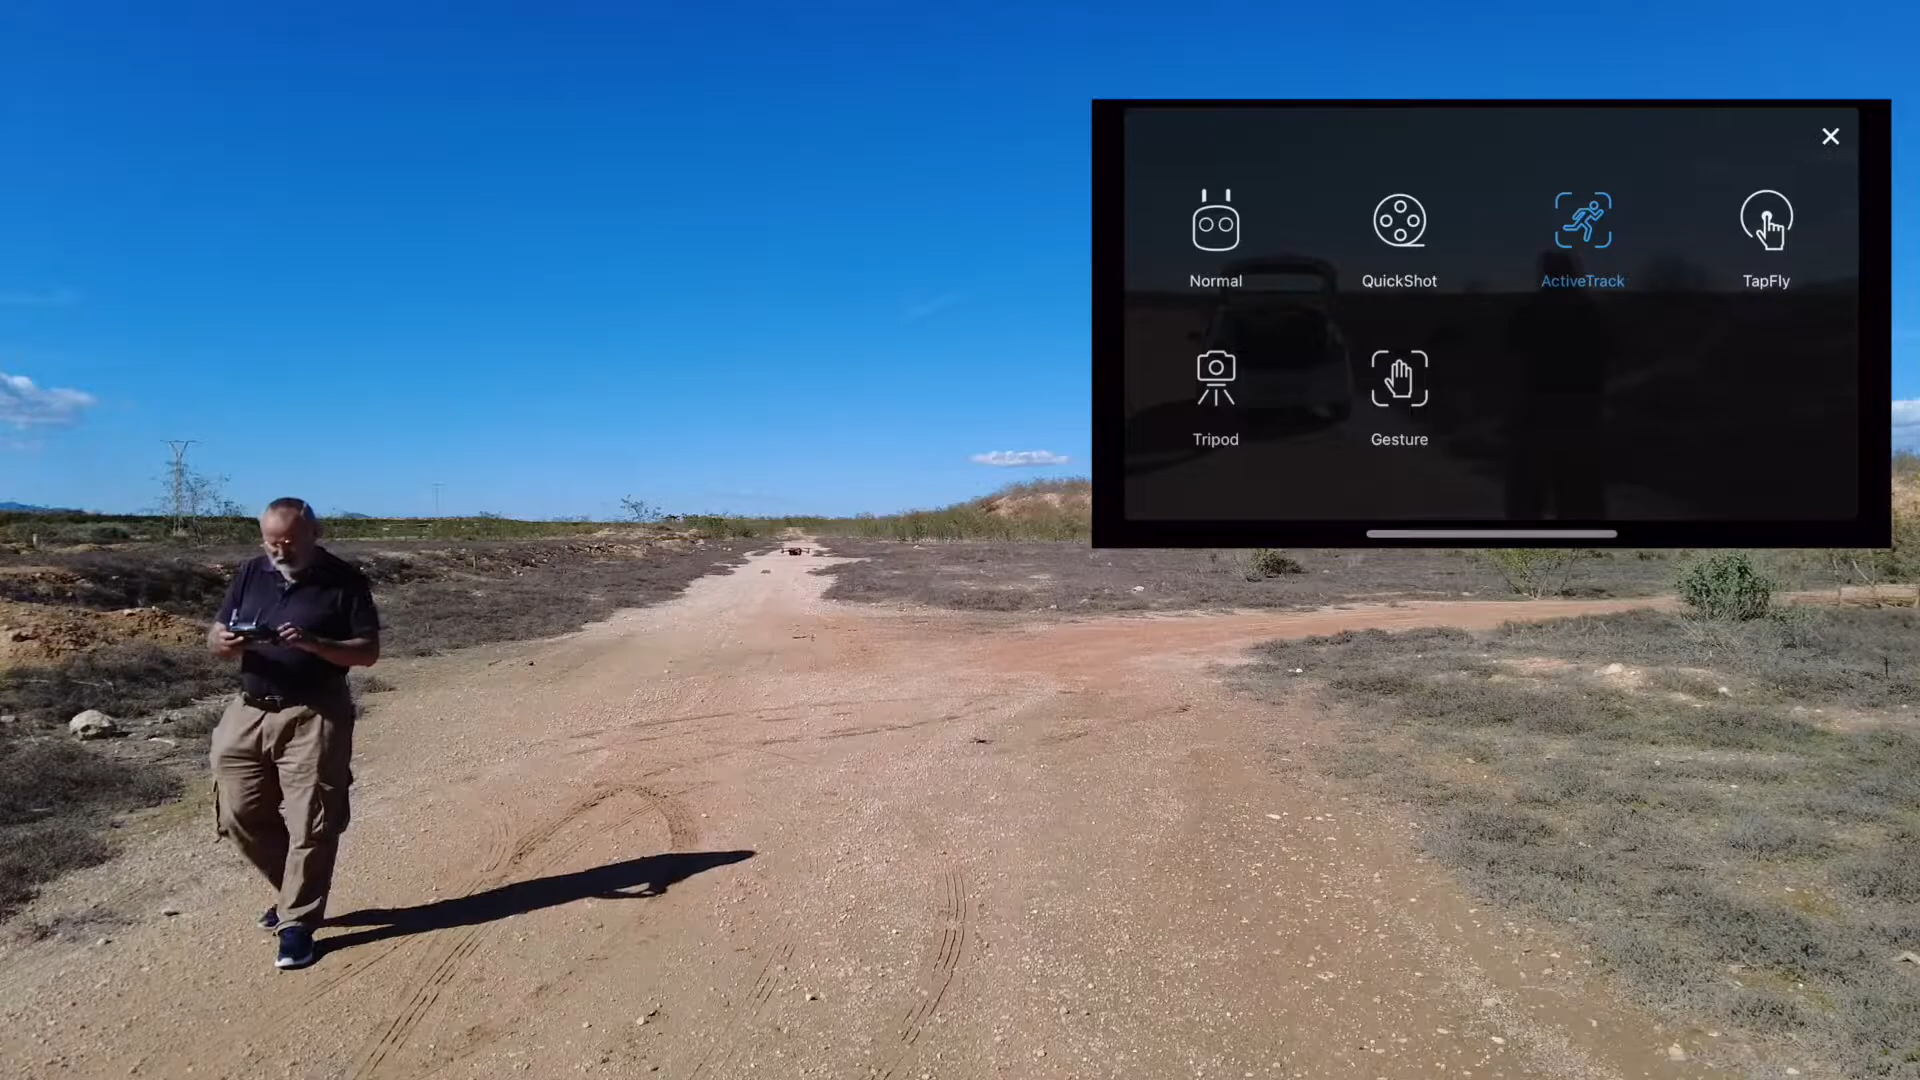 Normal
QuickShot
ActiveTrack
TapFly
Tripod
Gesture